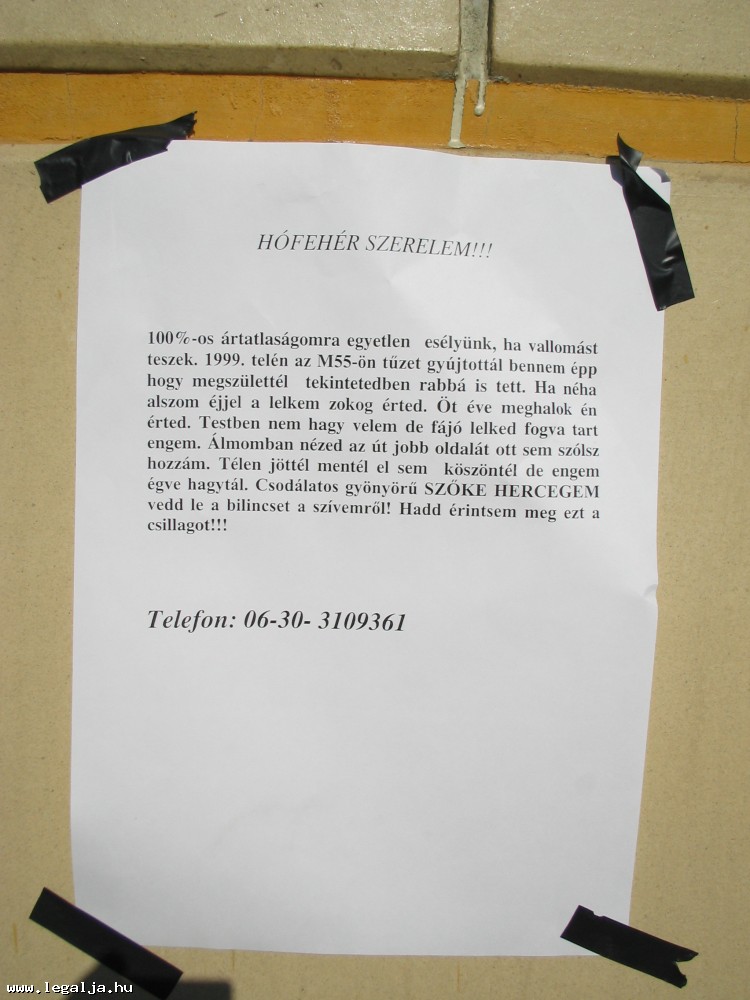 HÓFEHÉR SZERELEM!!!
100%-os ártatlaságomra egyetlen esélyünk, ha vallomást
teszek. 1999. telén az M55-ön tűzet gyújtottál bennem épp
hogy megszülettél tekintetedben rabbá is tett. Ha néha
alszom éjjel a lelkem zokog érted. Öt éve meghalok én
érted. Testben nem hagy velem de fájó lelked fogva tart
engem. Álmomban nézed az út jobb oldalát ott sem szólsz
hozzám. Télen jöttél mentél el sem köszöntél de engem
égve hagytál. Csodálatos gyönyörű SZŐKE HERCEGEM
vedd le a bilincset a szívemről! Hadd érintsem meg ezt a
csillagot!!!
Telefon: 06-30- 3109361
www.legalja.hu